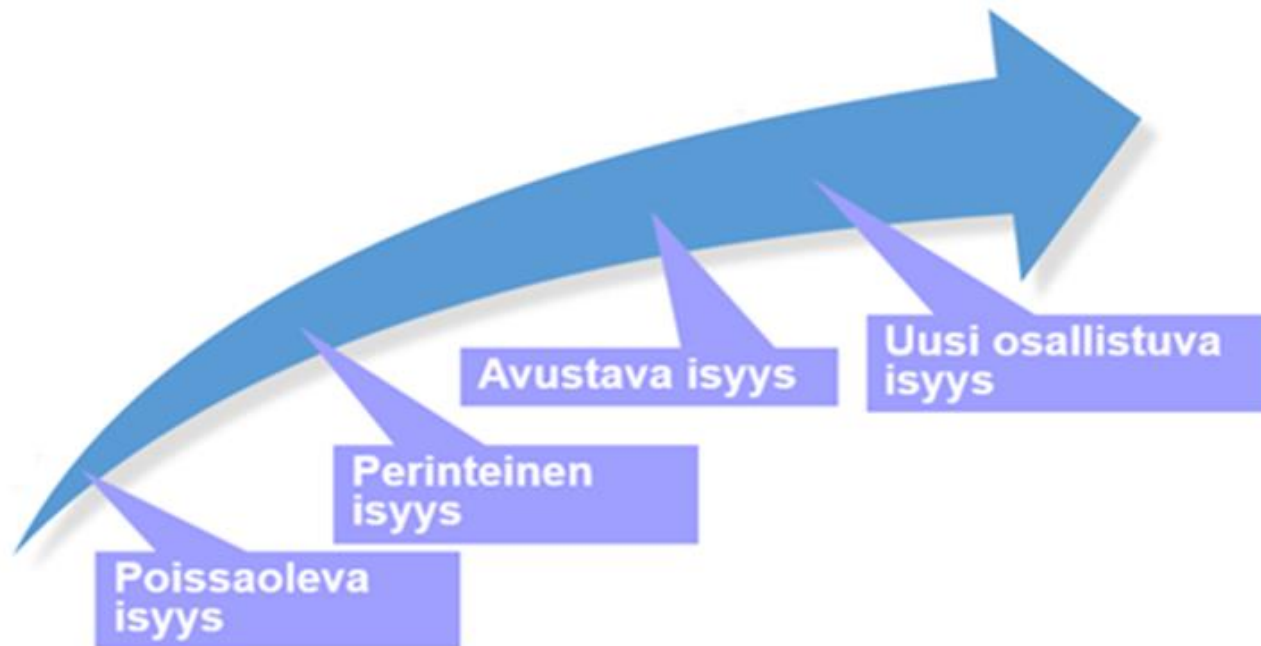 Poissaoleva
isyys
Perinteinen
isyys
Avustava isyys
Uusi osallistuva
isyys